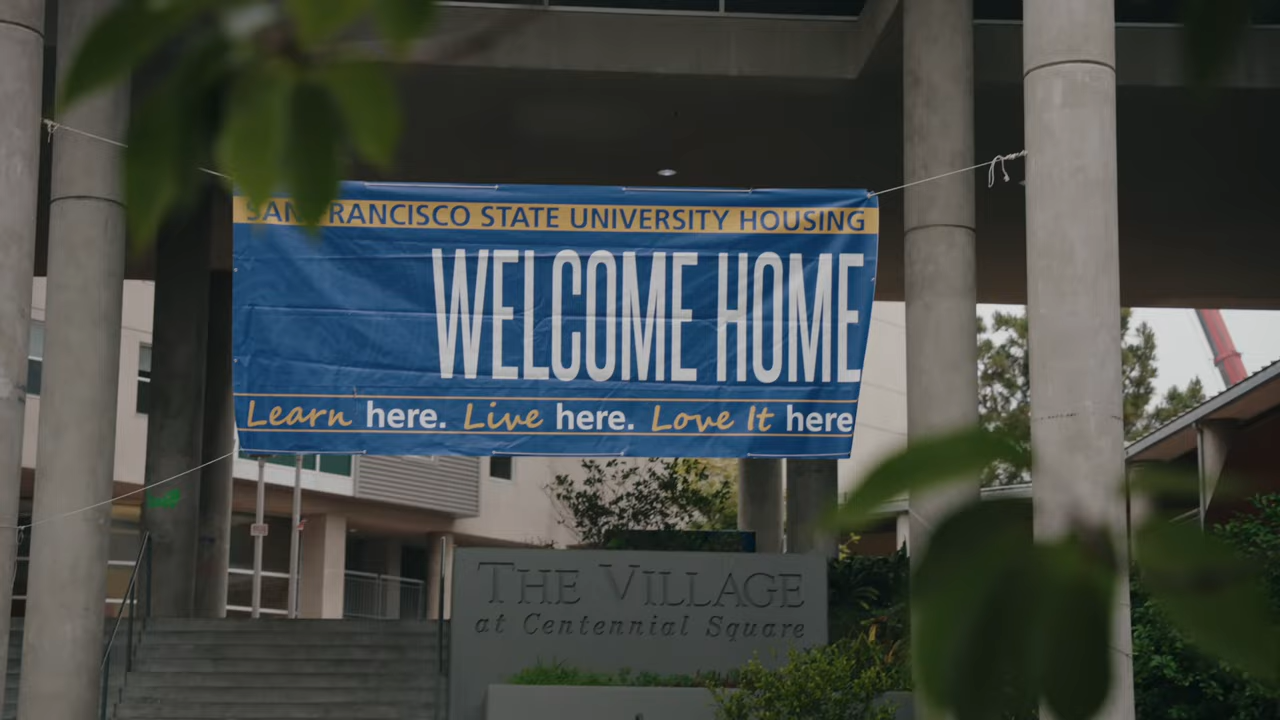 SAN FRANCISCO STATE UNIVERSITY HOUSING
WELCOME HOME
Learn here. Live here. Love It here
THE VILLAGE
at Centennial Square